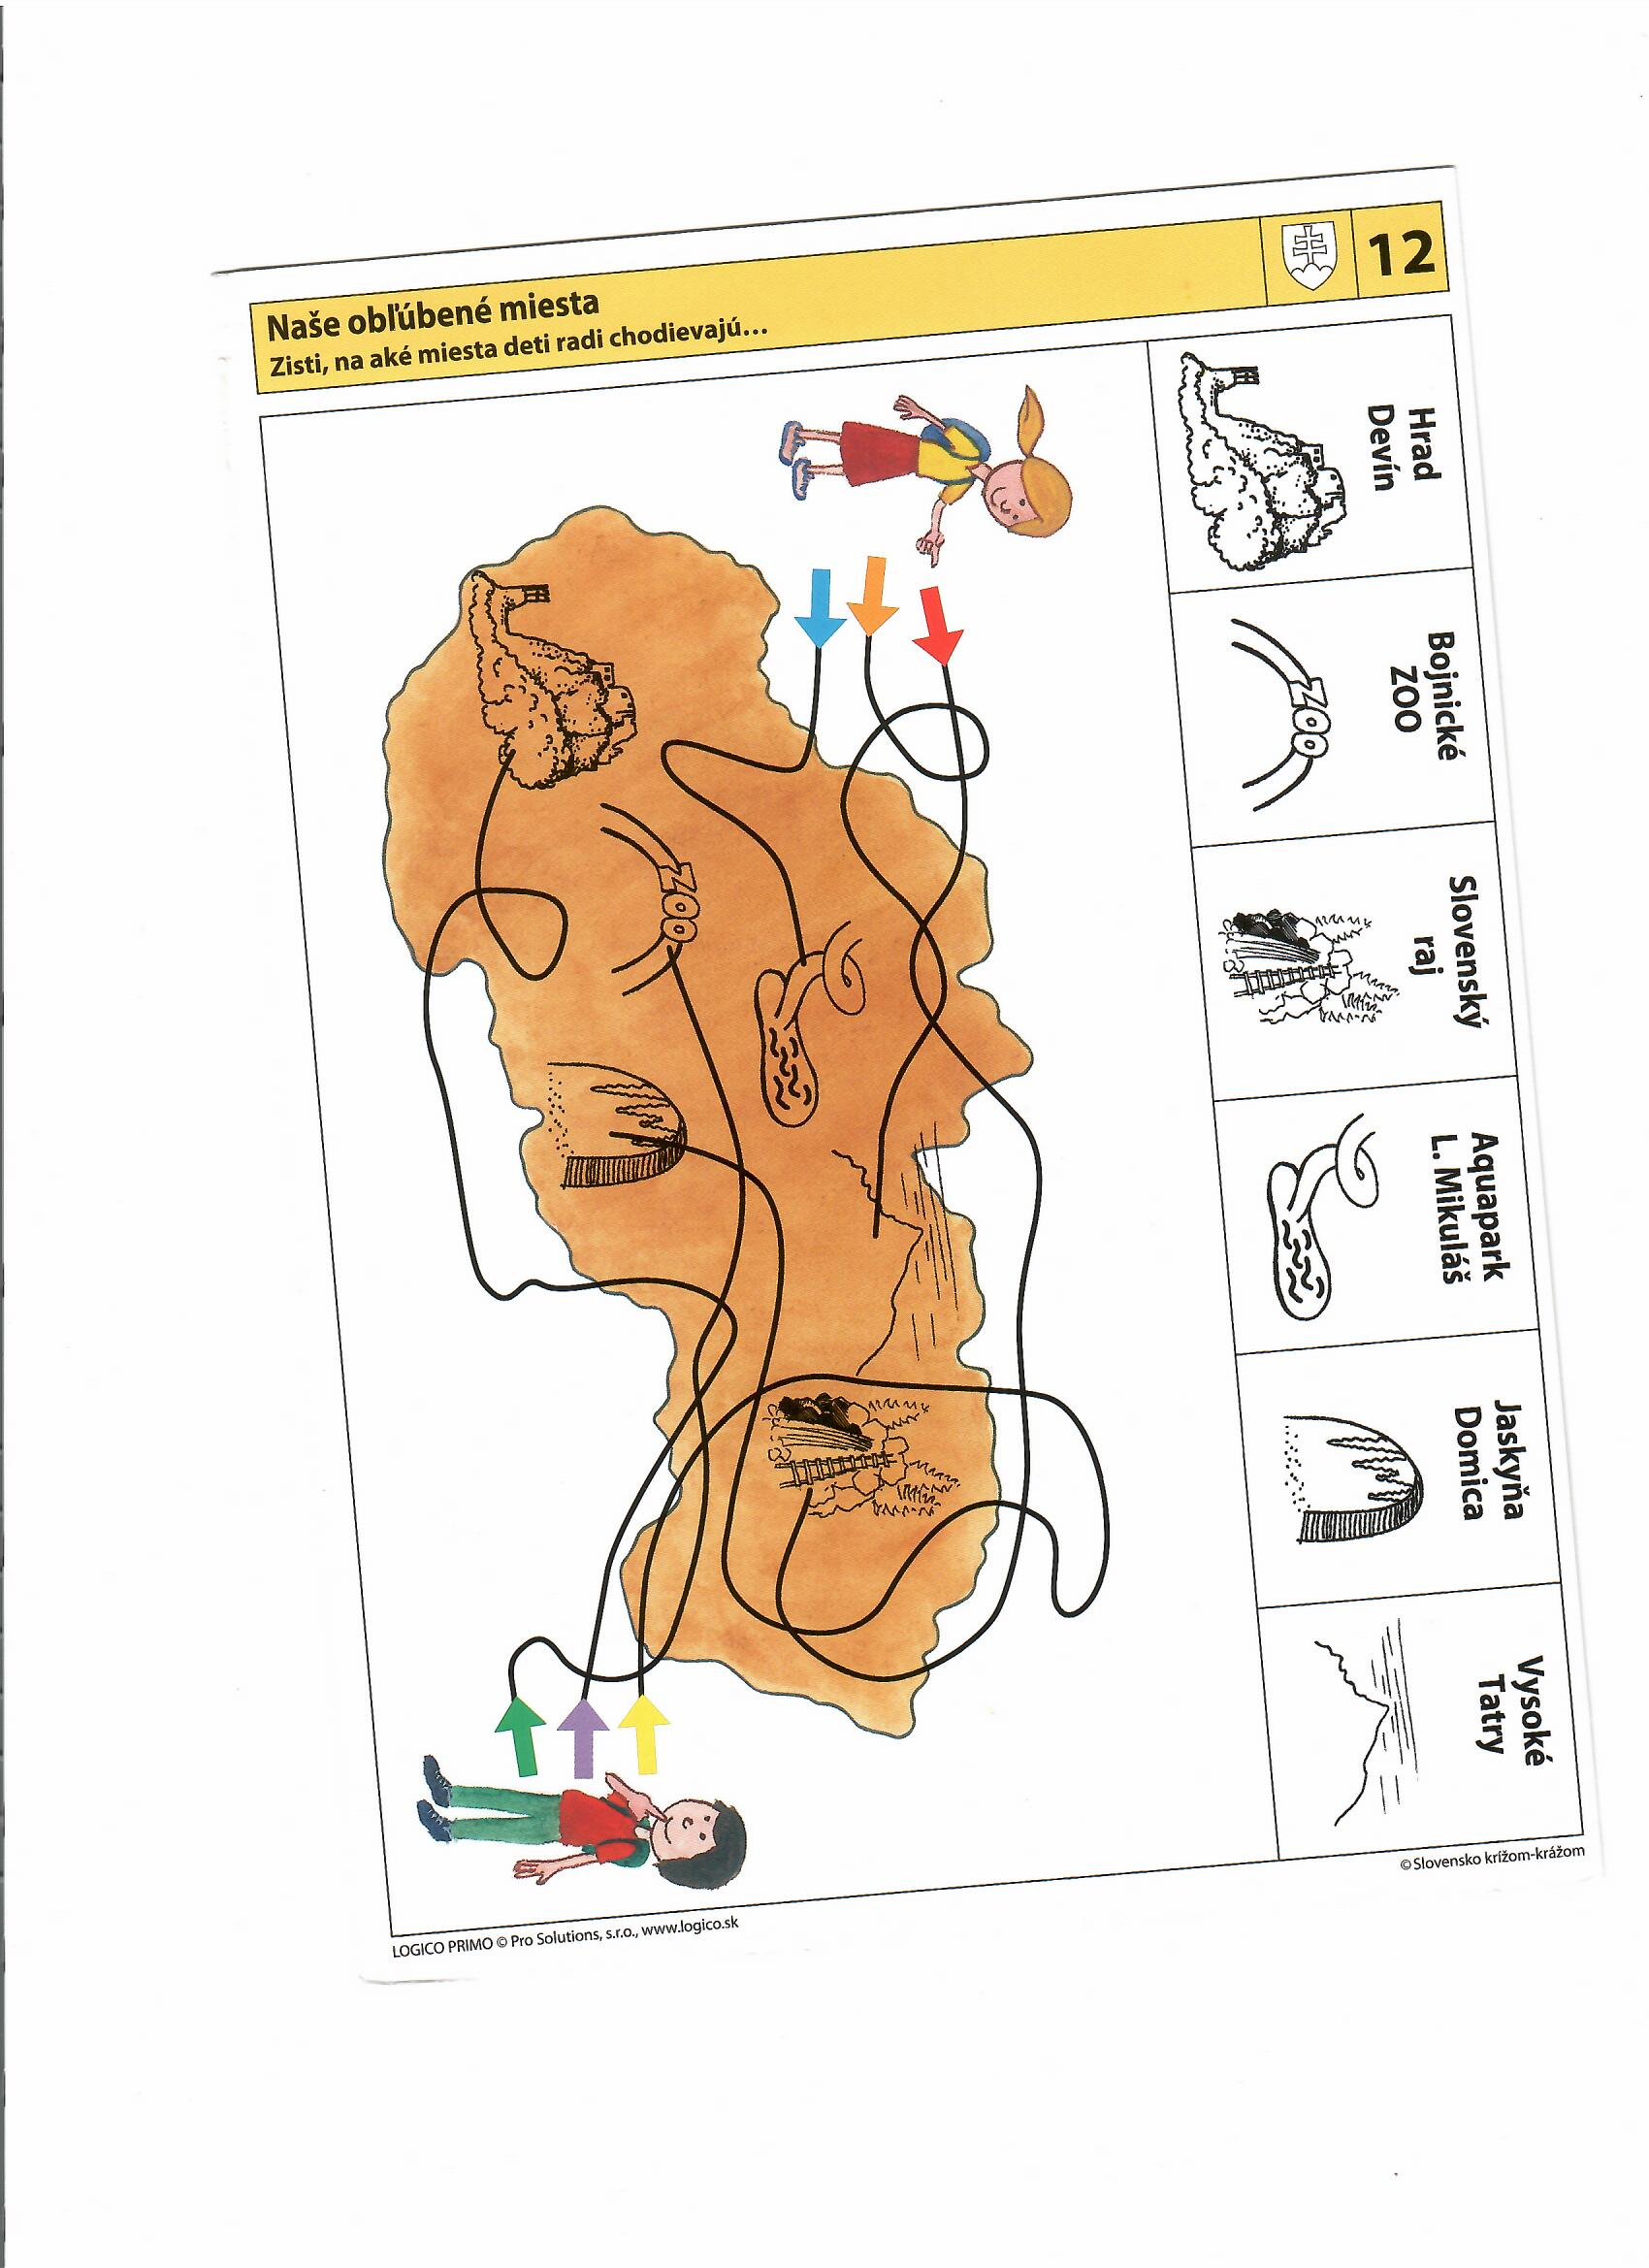 Naše obľúbené miesta
Zisti, na aké miesta deti radi chodievajú...
12
Hrad
Devín
Bojnické
ZOO
ZOO
Slovenský
raj
Aquapark
L. Mikuláš
Jaskyňa
Domica
Vysoké
Tatry
ZOO
LOGICO PRIMO © Pro Solutions, s.r.o., www.logico.sk
© Slovensko krížom-krážom